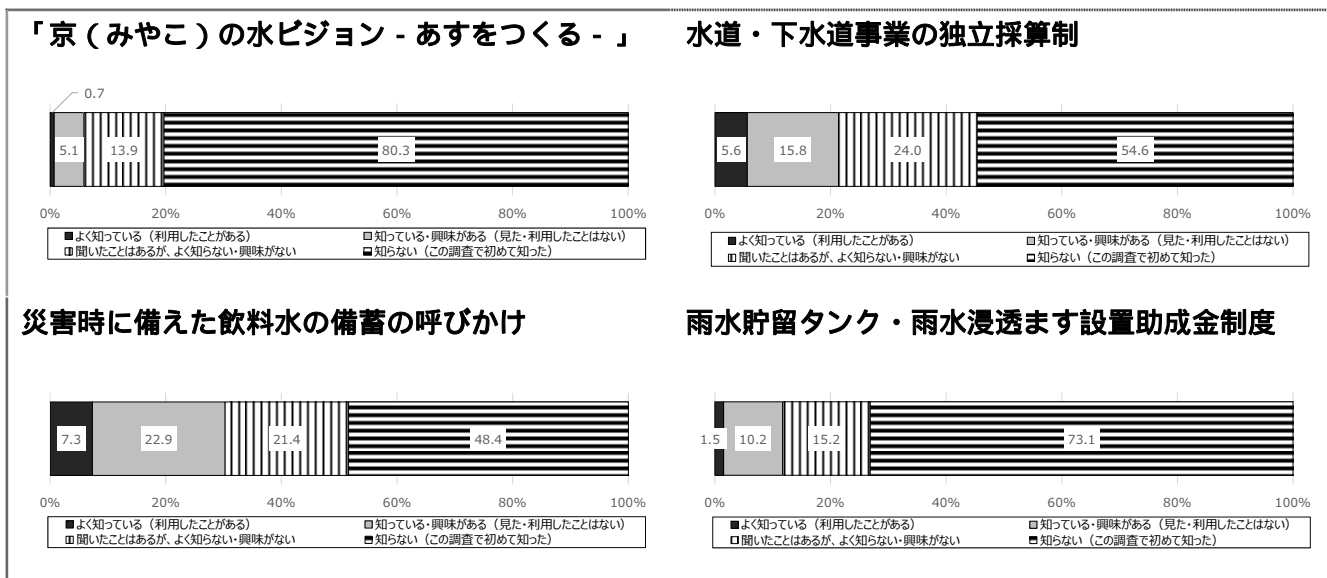 「京(みやこ)の水ビジョン - あすをつくる - 」
0.7
5.1 13.9 80.3
0% 20% 40% 60% 80% 100%
よく知っている（利用したことがある） 知っている・興味がある（見た・利用したことはない）
聞いたことはあるが、よく知らない・興味がない 知らない（この調査で初めて知った）
水道・下水道事業の独立採算制
5.6 15.8 24.0 54.6
0% 20% 40% 60% 80% 100%
よく知っている（利用したことがある） 知っている・興味がある（見た・利用したことはない）
聞いたことはあるが、よく知らない・興味がない 知らない（この調査で初めて知った）
災害時に備えた飲料水の備蓄の呼びかけ
7.3 22.9 21.4 48.4
0% 20% 40% 60% 80% 100%
よく知っている（利用したことがある） 知っている・興味がある（見た・利用したことはない）
聞いたことはあるが、よく知らない・興味がない 知らない（この調査で初めて知った）
雨水貯留タンク・雨水浸透ます設置助成金制度
1.5 10.2 15.2 73.1
0% 20% 40% 60% 80% 100%
よく知っている（利用したことがある） 知っている・興味がある（見た・利用したことはない）
聞いたことはあるが、よく知らない・興味がない 知らない（この調査で初めて知った）